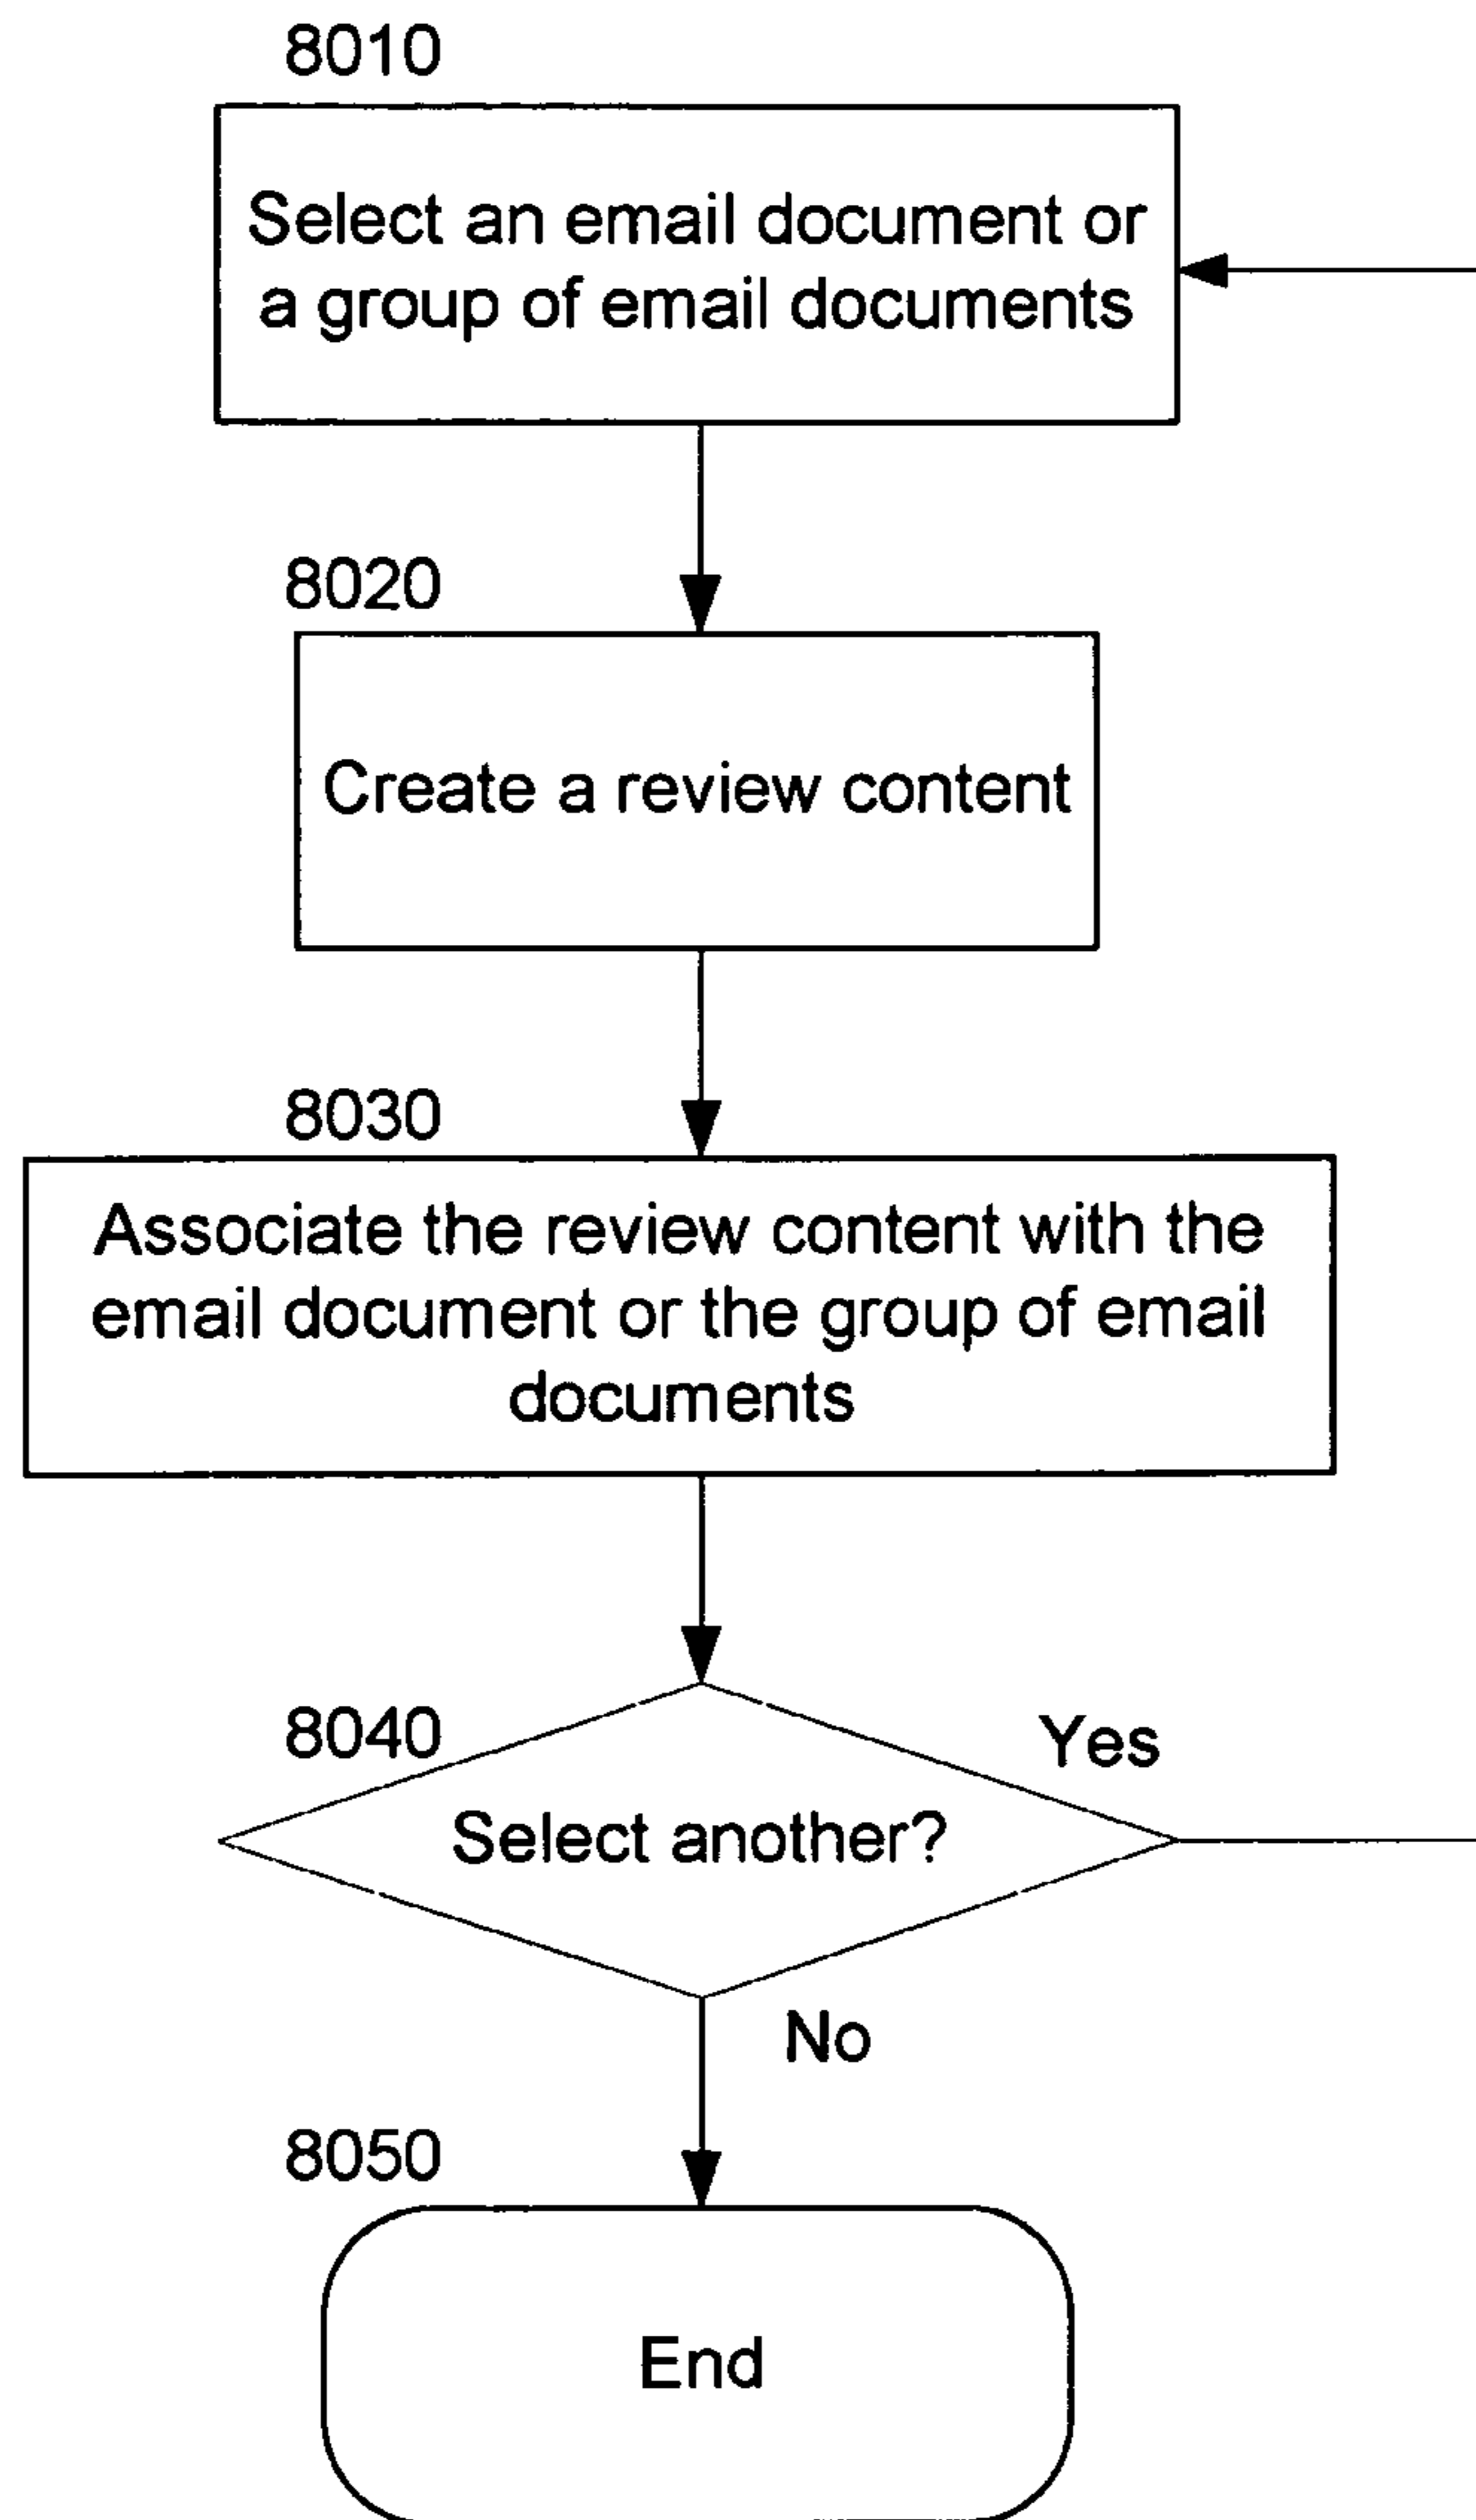 8010
Select an email document or
a group of email documents
8020
Create a review content
8030
Associate the review content with the
email document or the group of email
documents
8040
Yes
Select another?
No
8050
End